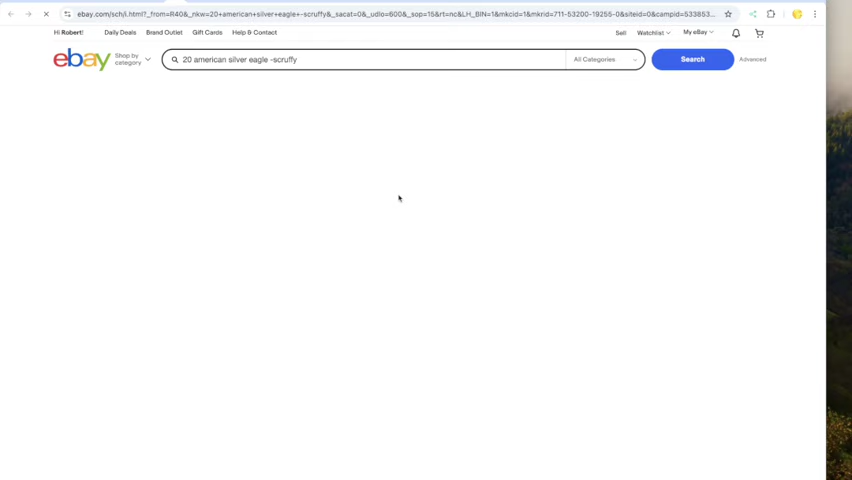 ebay.com/sch/i.html?_from=R40&_nkw=20+american+silver+eagle+-scruffy&_sacat=0&_udlo=600&_sop=15&rt=nc&LH_BIN=1&mkcid=1&mkrid=711-53200-19255-0&siteid=0&campid=533853...
Hi Robert! Daily Deals Brand Outlet Gift Cards Help & Contact Sell Watchlist My eBay
ebay Shop by category 20 american silver eagle -scruffy All Categories Search Advanced